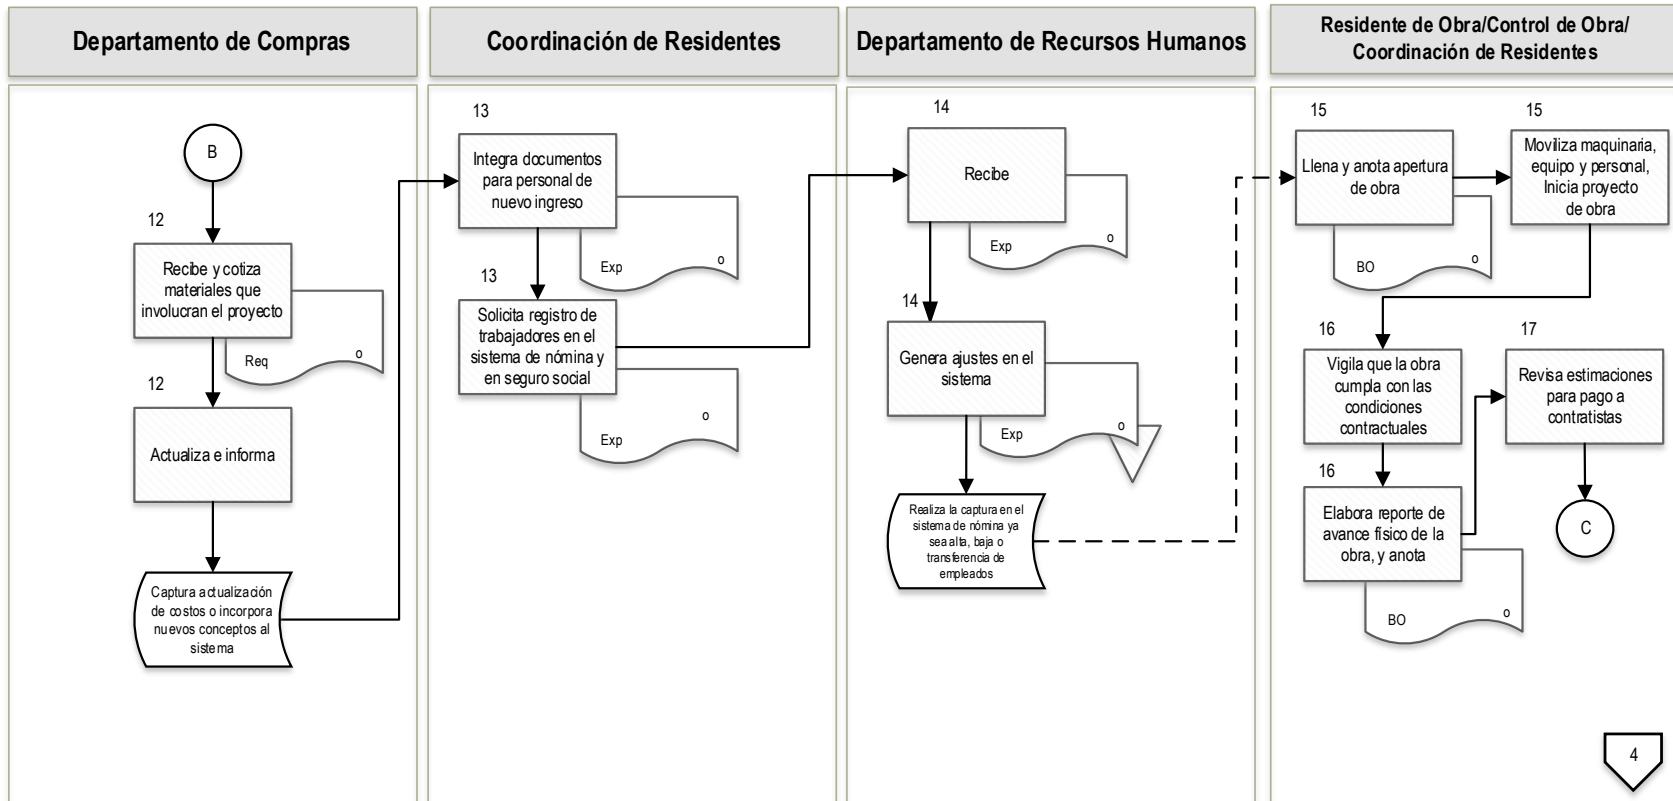 Departamento de Compras
B
12
Recibe y cotiza
materiales que
involucran el proyecto
Req
o
12
Actualiza e informa
Captura actualización
de costos o incorpora
nuevos conceptos al
sistema
Coordinación de Residentes
13
Integra documentos
para personal de
nuevo ingreso
Exp
o
13
Solicita registro de
trabajadores en el
sistema de nómina y
en seguro social
Exp
o
Departamento de Recursos Humanos
14
Recibe
Exp
o
14
Genera ajustes en el
sistema
Exp
o
Realiza la captura en el
sistema de nómina ya
sea alta, baja o
transferencia de
empleados
Residente de Obra/Control de Obra/
Coordinación de Residentes
15
Llena y anota apertura
de obra
BO
o
15
Moviliza maquinaria,
equipo y personal,
Inicia proyecto
de obra
16
Vigila que la obra
cumpla con las
condiciones
contractuales
16
Elabora reporte de
avance físico de la
obra, y anota
BO
o
17
Revisa estimaciones
para pago a
contratistas
C
4